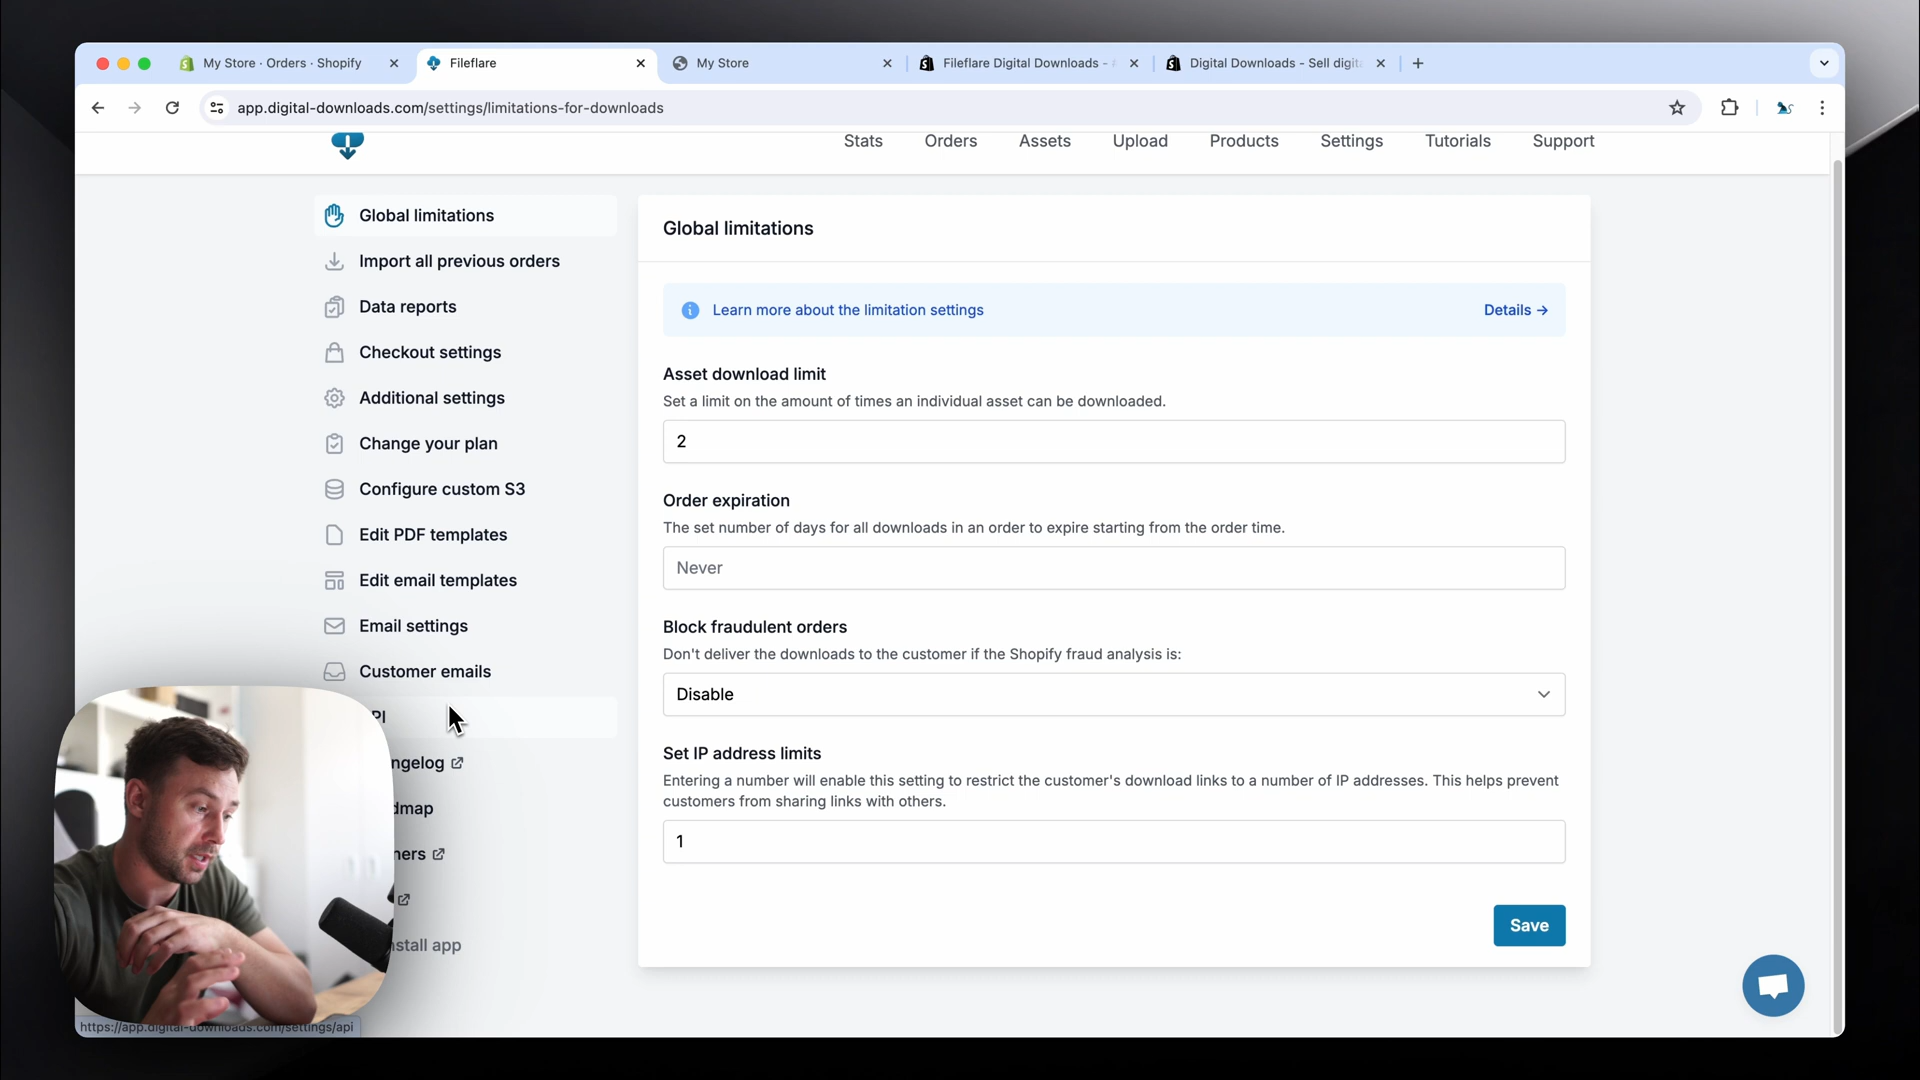 My Store · Orders · Shopify
Fileflare
My Store
Fileflare Digital Downloads -
Digital Downloads - Sell digit
app.digital-downloads.com/settings/limitations-for-downloads
Stats
Orders
Assets
Upload
Products
Settings
Tutorials
Support
Global limitations
Import all previous orders
Data reports
Checkout settings
Additional settings
Change your plan
Configure custom S3
Edit PDF templates
Edit email templates
Email settings
Customer emails
PI
ngelog
dmap
ners
stall app
Global limitations
Learn more about the limitation settings
Details →
Asset download limit
Set a limit on the amount of times an individual asset can be downloaded.
2
Order expiration
The set number of days for all downloads in an order to expire starting from the order time.
Never
Block fraudulent orders
Don't deliver the downloads to the customer if the Shopify fraud analysis is:
Disable
Set IP address limits
Entering a number will enable this setting to restrict the customer's download links to a number of IP addresses. This helps prevent
customers from sharing links with others.
1
Save
https://app.digital-downloads.com/settings/api